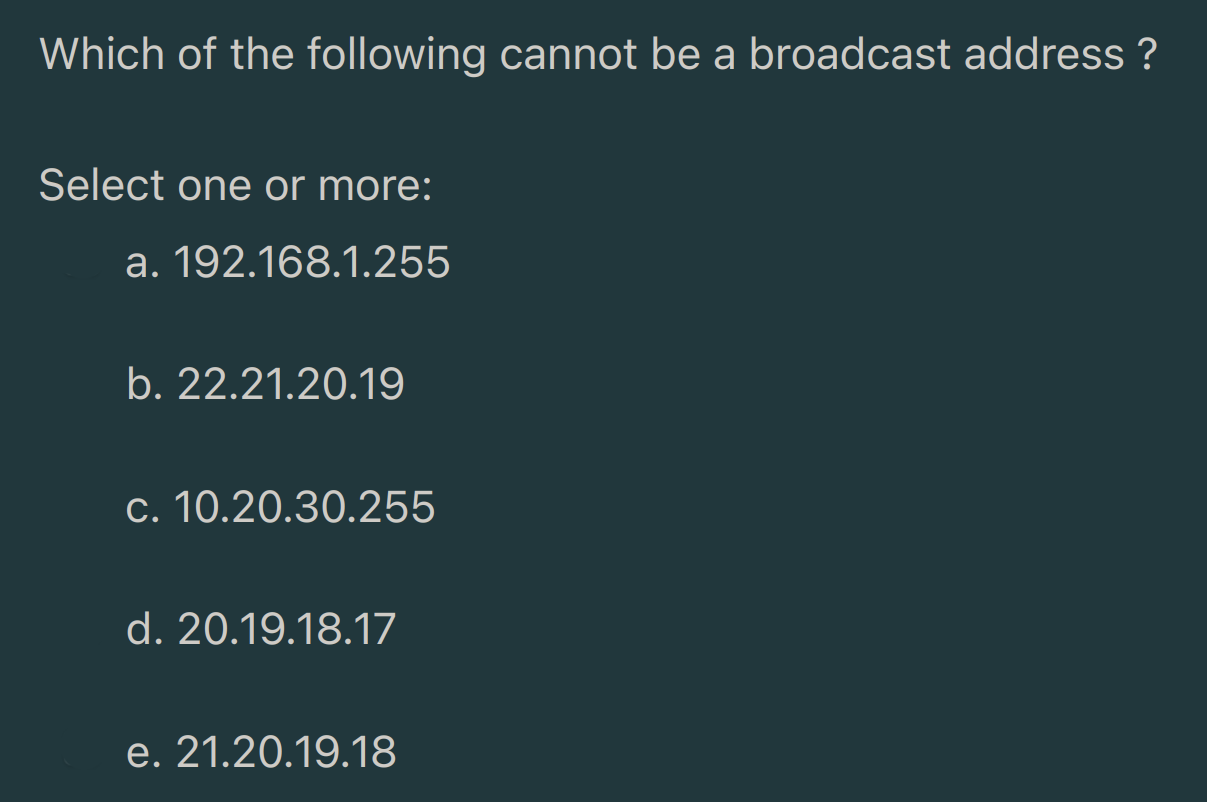 Which of the following cannot be a broadcast address ?
Select one or more:
a. 192.168.1.255
b. 22.21.20.19
c. 10.20.30.255
d. 20.19.18.17
e. 21.20.19.18